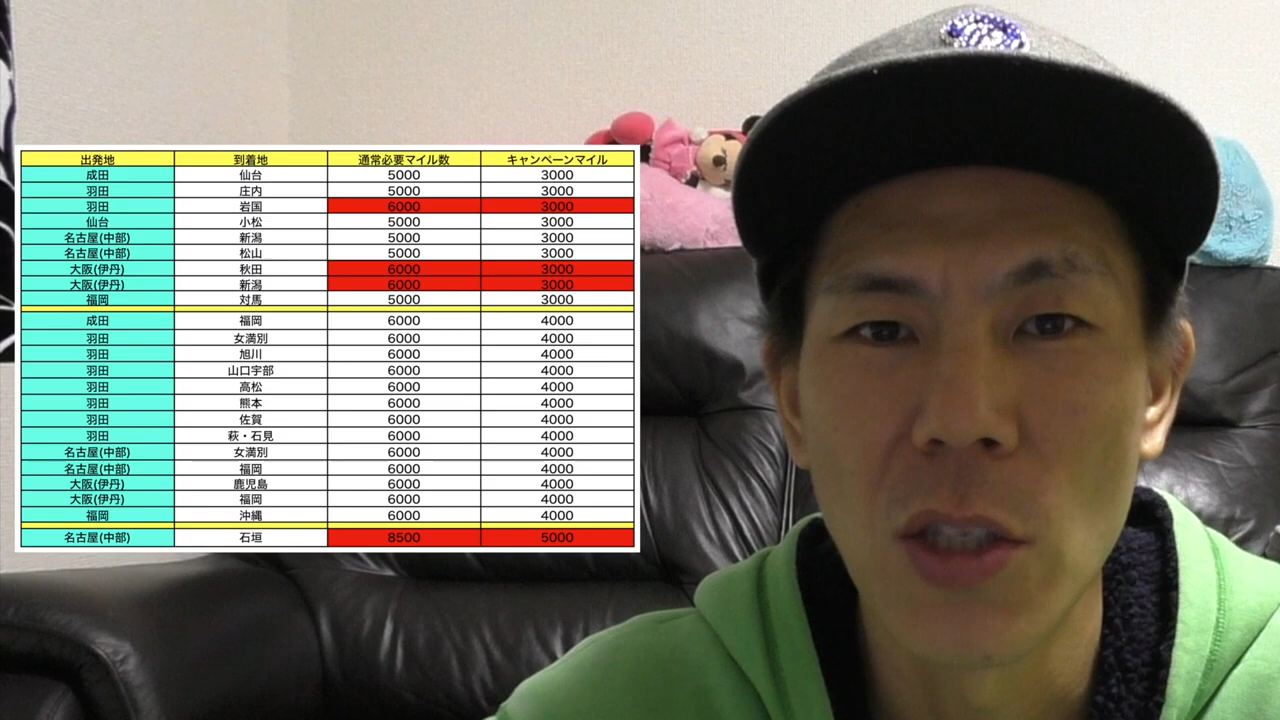 出発地 到着地 通常必要マイル数 キャンペーンマイル
成田 仙台 5000 3000
羽田 庄内 5000 3000
羽田 岩国 6000 3000
仙台 小松 5000 3000
名古屋(中部) 新潟 5000 3000
名古屋(中部) 松山 5000 3000
大阪(伊丹) 秋田 6000 3000
大阪(伊丹) 新潟 6000 3000
福岡 対馬 5000 3000
成田 福岡 6000 4000
羽田 女満別 6000 4000
羽田 旭川 6000 4000
羽田 山口宇部 6000 4000
羽田 高松 6000 4000
羽田 熊本 6000 4000
羽田 佐賀 6000 4000
羽田 萩・石見 6000 4000
名古屋(中部) 女満別 6000 4000
名古屋(中部) 福岡 6000 4000
大阪(伊丹) 鹿児島 6000 4000
大阪(伊丹) 福岡 6000 4000
福岡 沖縄 6000 4000
名古屋(中部) 石垣 8500 5000